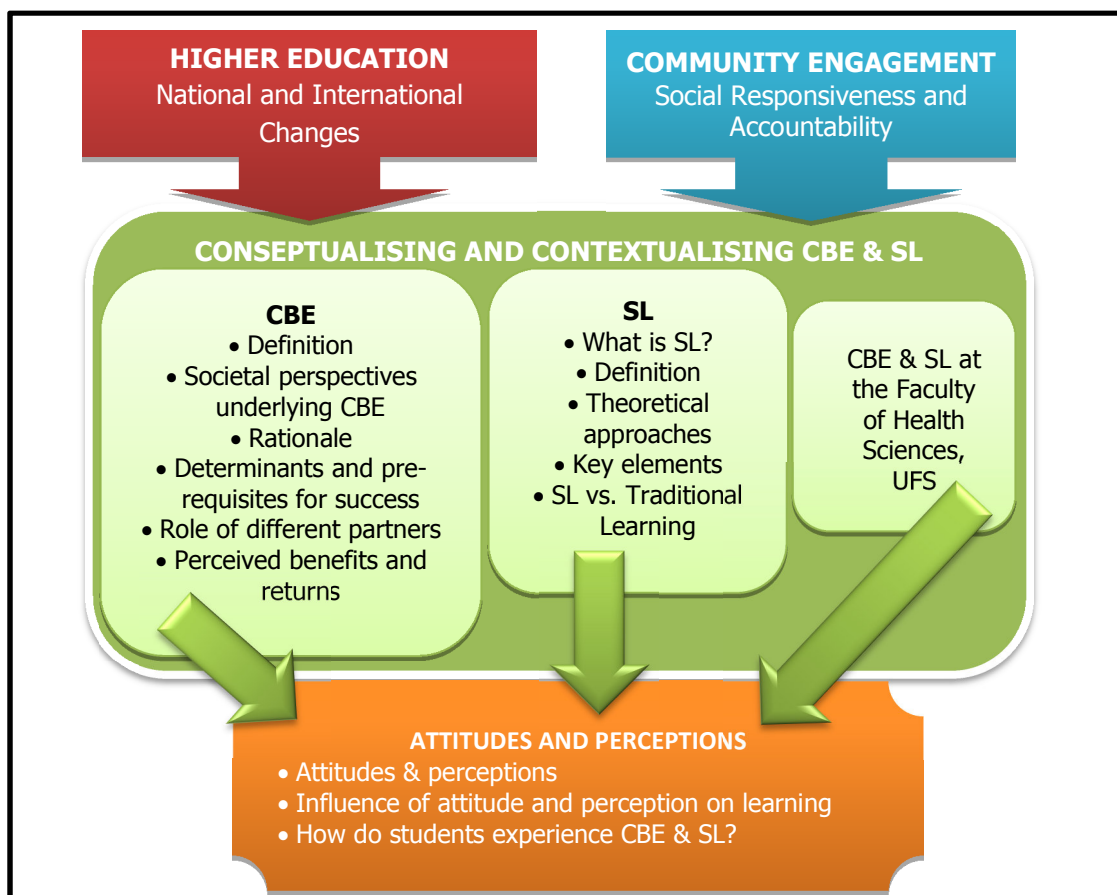 HIGHER EDUCATION
National and International
Changes
COMMUNITY ENGAGEMENT
Social Responsiveness and
Accountability
CONSEPTUALISING AND CONTEXTUALISING CBE & SL
CBE
• Definition
• Societal perspectives
underlying CBE
• Rationale
• Determinants and pre-
requisites for success
• Role of different partners
• Perceived benefits and
returns
SL
• What is SL?
• Definition
• Theoretical
approaches
• Key elements
• SL vs. Traditional
Learning
CBE & SL at
the Faculty
of Health
Sciences,
UFS
ATTITUDES AND PERCEPTIONS
• Attitudes & perceptions
• Influence of attitude and perception on learning
• How do students experience CBE & SL?